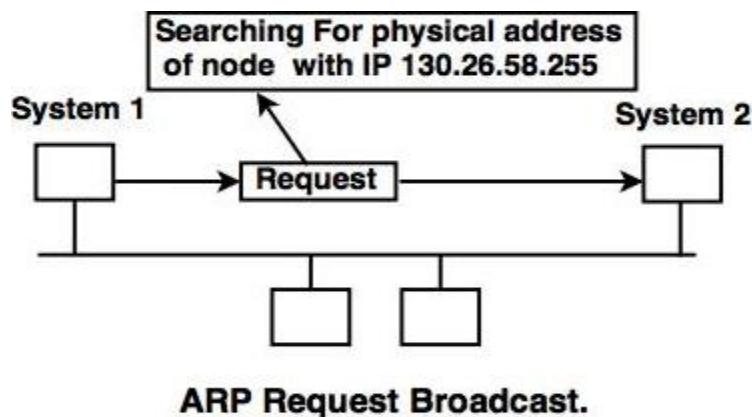 Searching For physical address
of node with IP 130.26.58.255
System 1
System 2
Request
ARP Request Broadcast.